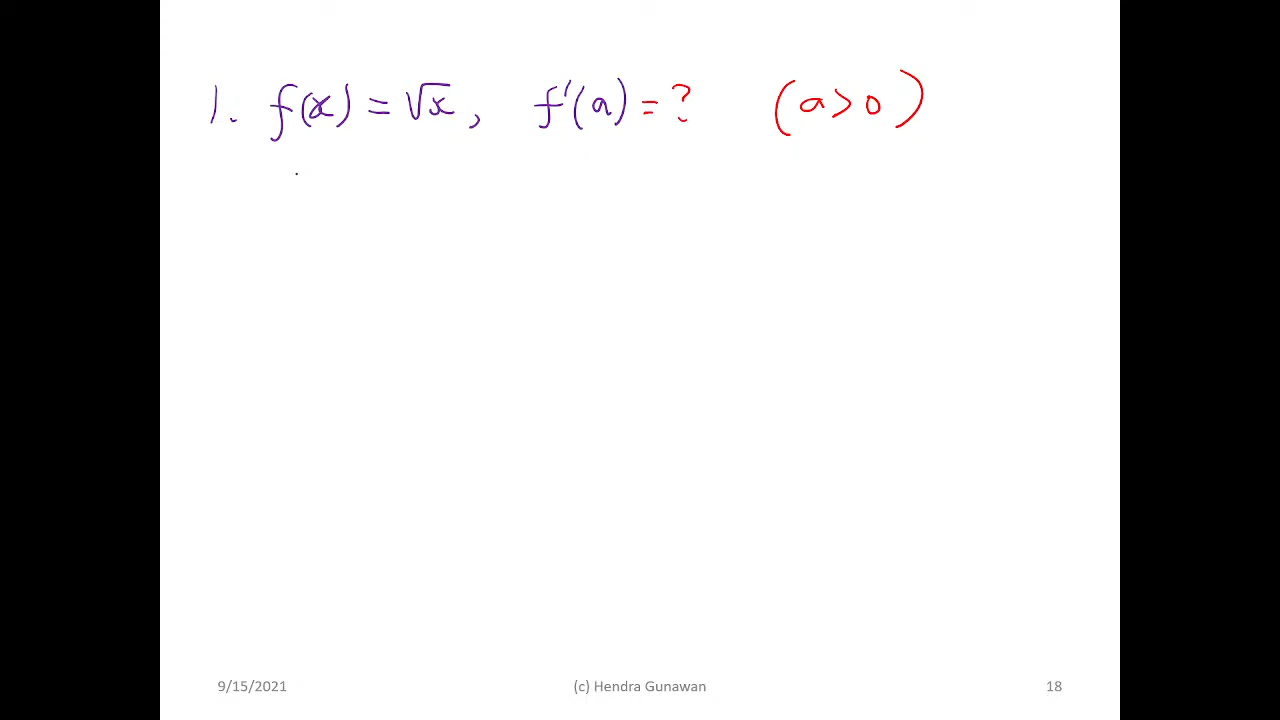 1. f(x) = √x, f'(a) = ? (a > 0)
9/15/2021 (c) Hendra Gunawan 18